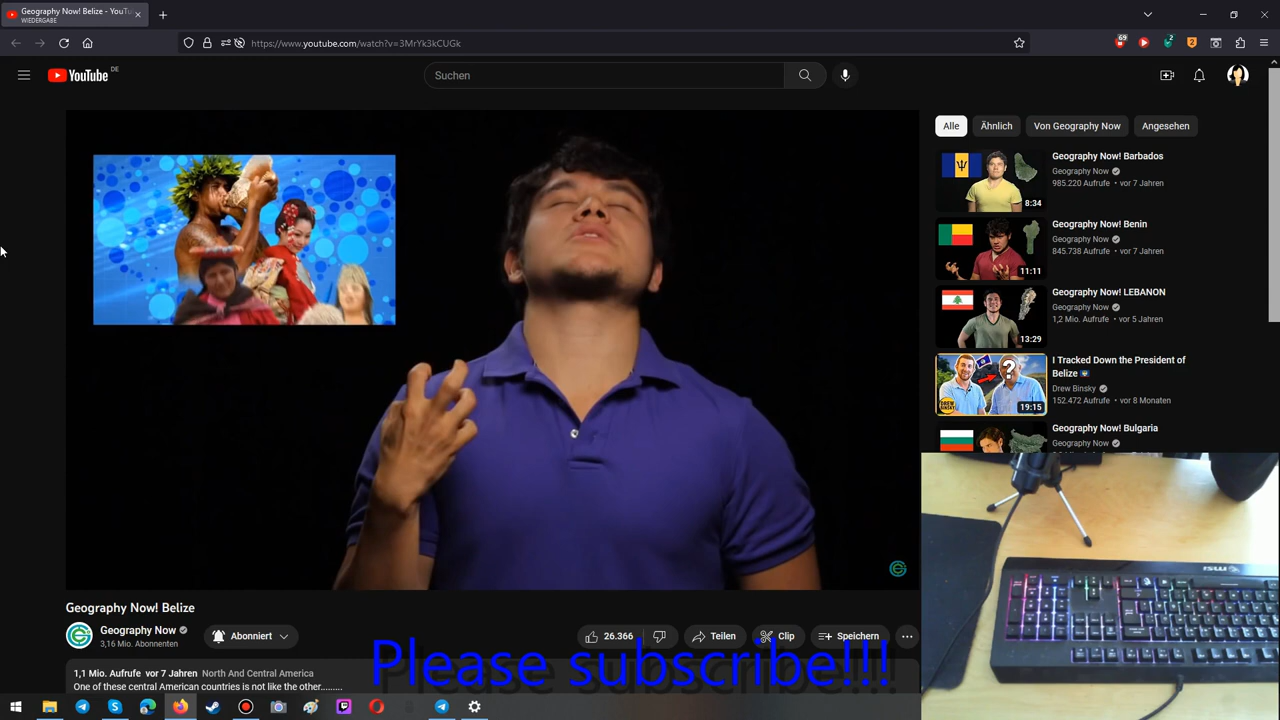 Geography Now! Belize - YouTu
WIEDERGABE
https://www.youtube.com/watch?v=3MrYk3kCUGk
69
2
2
YouTube DE
Suchen
Alle
Ähnlich
Von Geography Now
Angesehen
Geography Now! Barbados
Geography Now
985.220 Aufrufe • vor 7 Jahren
8:34
Geography Now! Benin
Geography Now
845.738 Aufrufe • vor 7 Jahren
11:11
Geography Now! LEBANON
Geography Now
1,2 Mio. Aufrufe • vor 5 Jahren
13:29
I Tracked Down the President of
Belize
Drew Binsky
152.472 Aufrufe • vor 8 Monaten
?
19:15
Geography Now! Bulgaria
Geography Now
msi
Geography Now! Belize
Geography Now
3,16 Mio. Abonnenten
Abonniert
26.366
Teilen
Clip
Speichern
Please subscribe!!!
1,1 Mio. Aufrufe vor 7 Jahren North And Central America
One of these central American countries is not like the other........